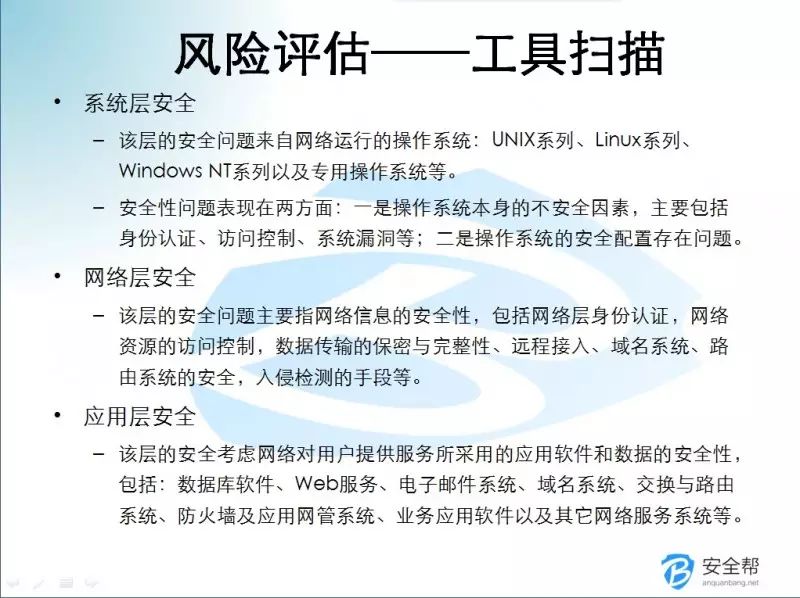 风险评估——工具扫描
• 系统层安全
– 该层的安全问题来自网络运行的操作系统：UNIX系列、Linux系列、
Windows NT系列以及专用操作系统等。
– 安全性问题表现在两方面：一是操作系统本身的不安全因素，主要包括
身份认证、访问控制、系统漏洞等；二是操作系统的安全配置存在问题。
• 网络层安全
– 该层的安全问题主要指网络信息的安全性，包括网络层身份认证，网络
资源的访问控制，数据传输的保密与完整性、远程接入、域名系统、路
由系统的安全，入侵检测的手段等。
• 应用层安全
– 该层的安全考虑网络对用户提供服务所采用的应用软件和数据的安全性，
包括：数据库软件、Web服务、电子邮件系统、域名系统、交换与路由
系统、防火墙及应用网管系统、业务应用软件以及其它网络服务系统等。
安全帮
anquanbang.net